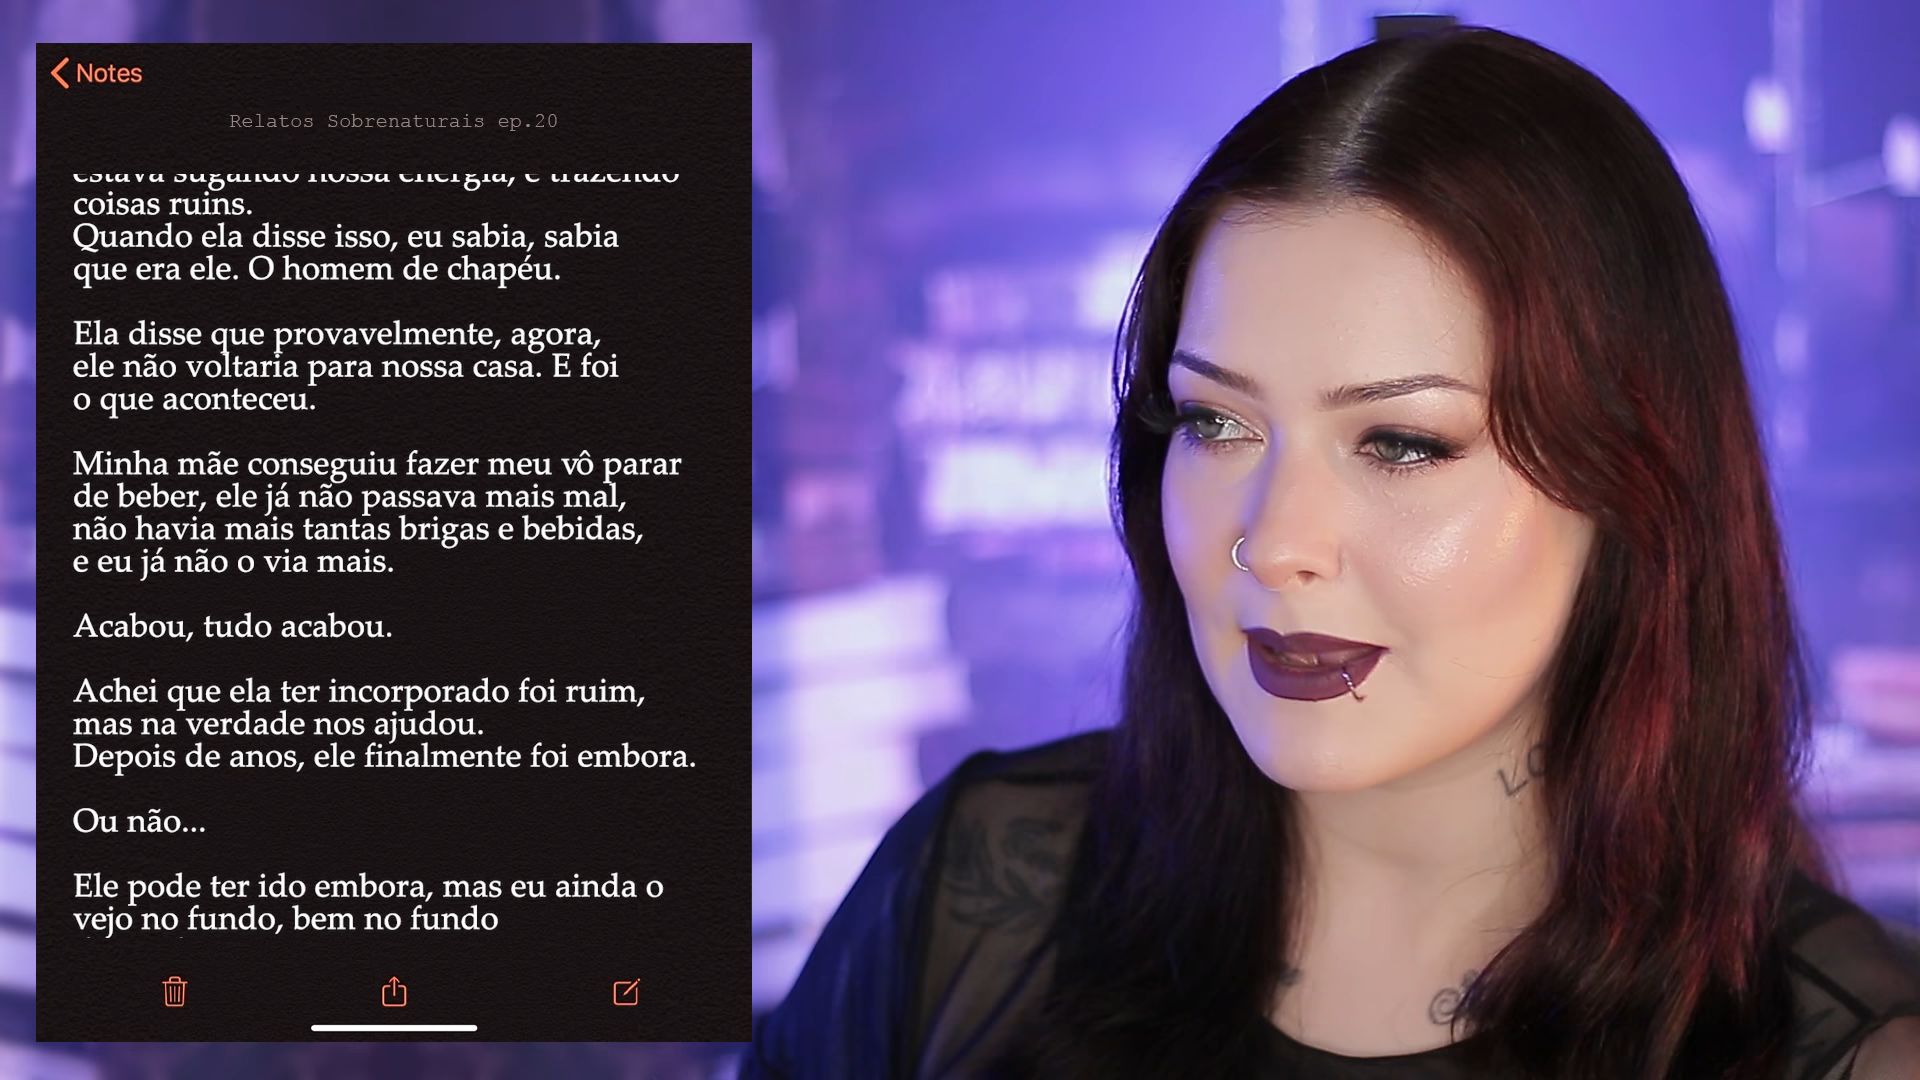 Notes
Relatos Sobrenaturais ep.20
estava sugando nossa energia, e trazendo
coisas ruins.
Quando ela disse isso, eu sabia, sabia
que era ele. O homem de chapéu.
Ela disse que provavelmente, agora,
ele não voltaria para nossa casa. E foi
o que aconteceu.
Minha mãe conseguiu fazer meu vô parar
de beber, ele já não passava mais mal,
não havia mais tantas brigas e bebidas,
e eu já não o via mais.
Acabou, tudo acabou.
Achei que ela ter incorporado foi ruim,
mas na verdade nos ajudou.
Depois de anos, ele finalmente foi embora.
Ou não...
Ele pode ter ido embora, mas eu ainda o
vejo no fundo, bem no fundo